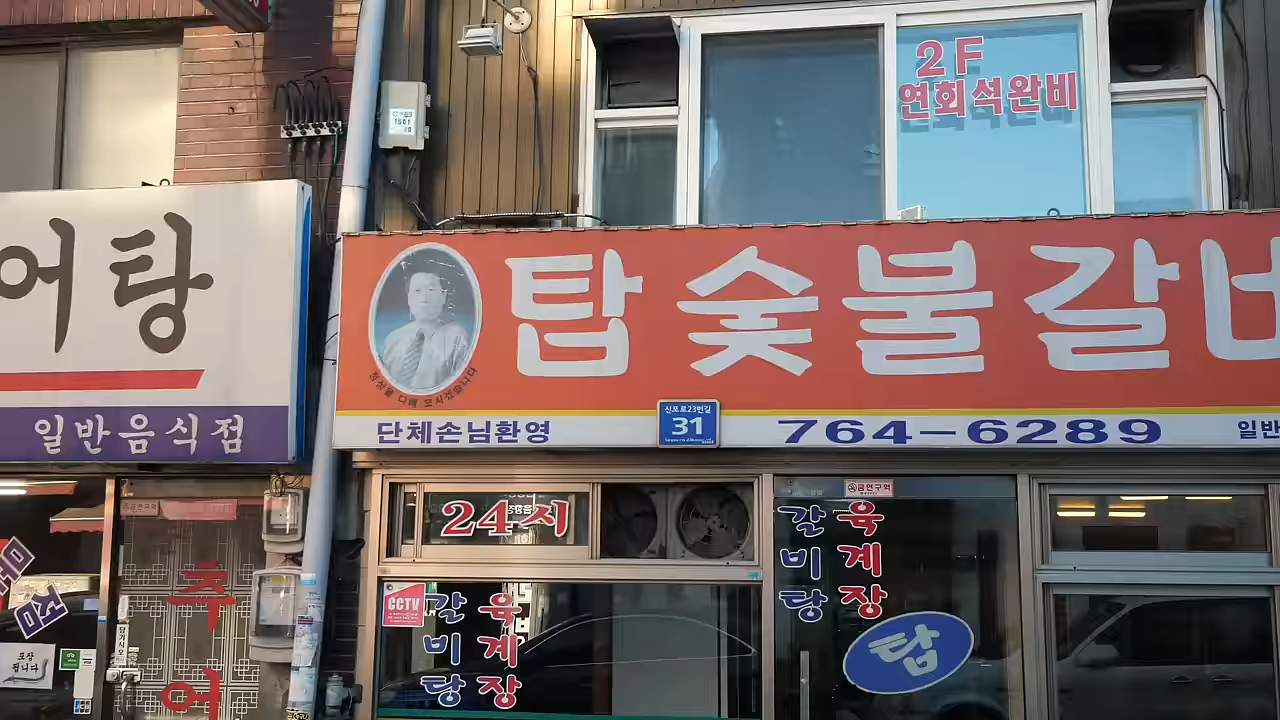 2F
연회석완비
어탕
일반음식점
탑숯불갈비
정성을 다해 모시겠습니다
단체손님환영
신포로23번길
31
764-6289
일반
24시
금연구역
금연구역
CCTV
갈비탕
육계장
갈비탕
육계장
탑
추어
포장
됩니다